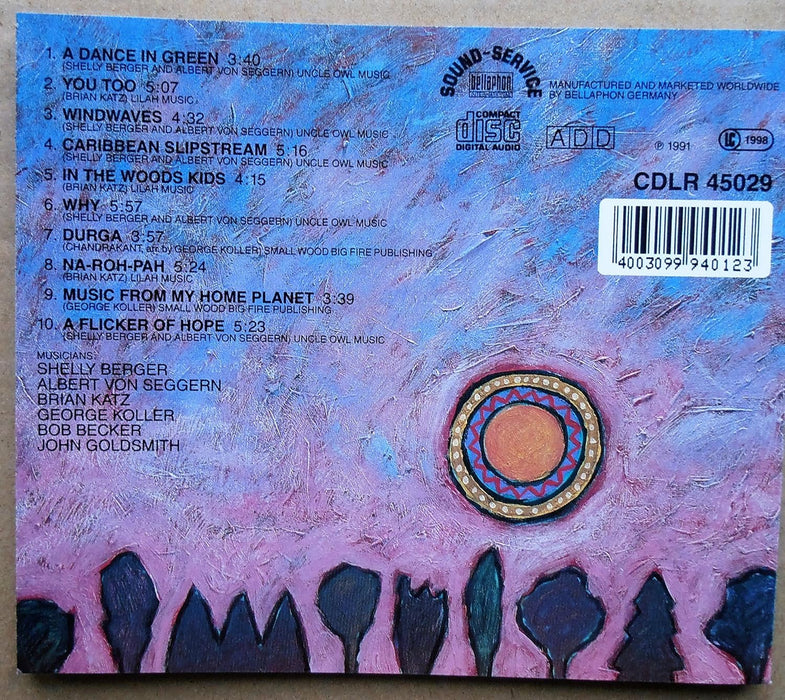 1. A DANCE IN GREEN 3:40
(SHELLY BERGER AND ALBERT VON SEGGERN) UNCLE OWL MUSIC
2. YOU TOO 5:07
(BRIAN KATZ) LILAH MUSIC
3. WINDWAVES 4:32
(SHELLY BERGER AND ALBERT VON SEGGERN) UNCLE OWL MUSIC
4. CARIBBEAN SLIPSTREAM 5:16
(SHELLY BERGER AND ALBERT VON SEGGERN) UNCLE OWL MUSIC
5. IN THE WOODS KIDS 4:15
(BRIAN KATZ) LILAH MUSIC
6. WHY 5:57
(SHELLY BERGER AND ALBERT VON SEGGERN) UNCLE OWL MUSIC
7. DURGA 3:57
(CHANDRAKANT, arr. by GEORGE KOLLER) SMALL WOOD BIG FIRE PUBLISHING
8. NA-ROH-PAH 5:24
(BRIAN KATZ) LILAH MUSIC
9. MUSIC FROM MY HOME PLANET 3:39
(GEORGE KOLLER) SMALL WOOD BIG FIRE PUBLISHING
10. A FLICKER OF HOPE 5:23
(SHELLY BERGER AND ALBERT VON SEGGERN) UNCLE OWL MUSIC
MUSICIANS:
SHELLY BERGER
ALBERT VON SEGGERN
BRIAN KATZ
GEORGE KOLLER
BOB BECKER
JOHN GOLDSMITH
SOUND-SERVICE
bellaphon
MANUFACTURED AND MARKETED WORLDWIDE
BY BELLAPHON GERMANY
COMPACT
disc
DIGITAL AUDIO
ADD
℗ 1991
LC 1998
CDLR 45029
4003099 940123